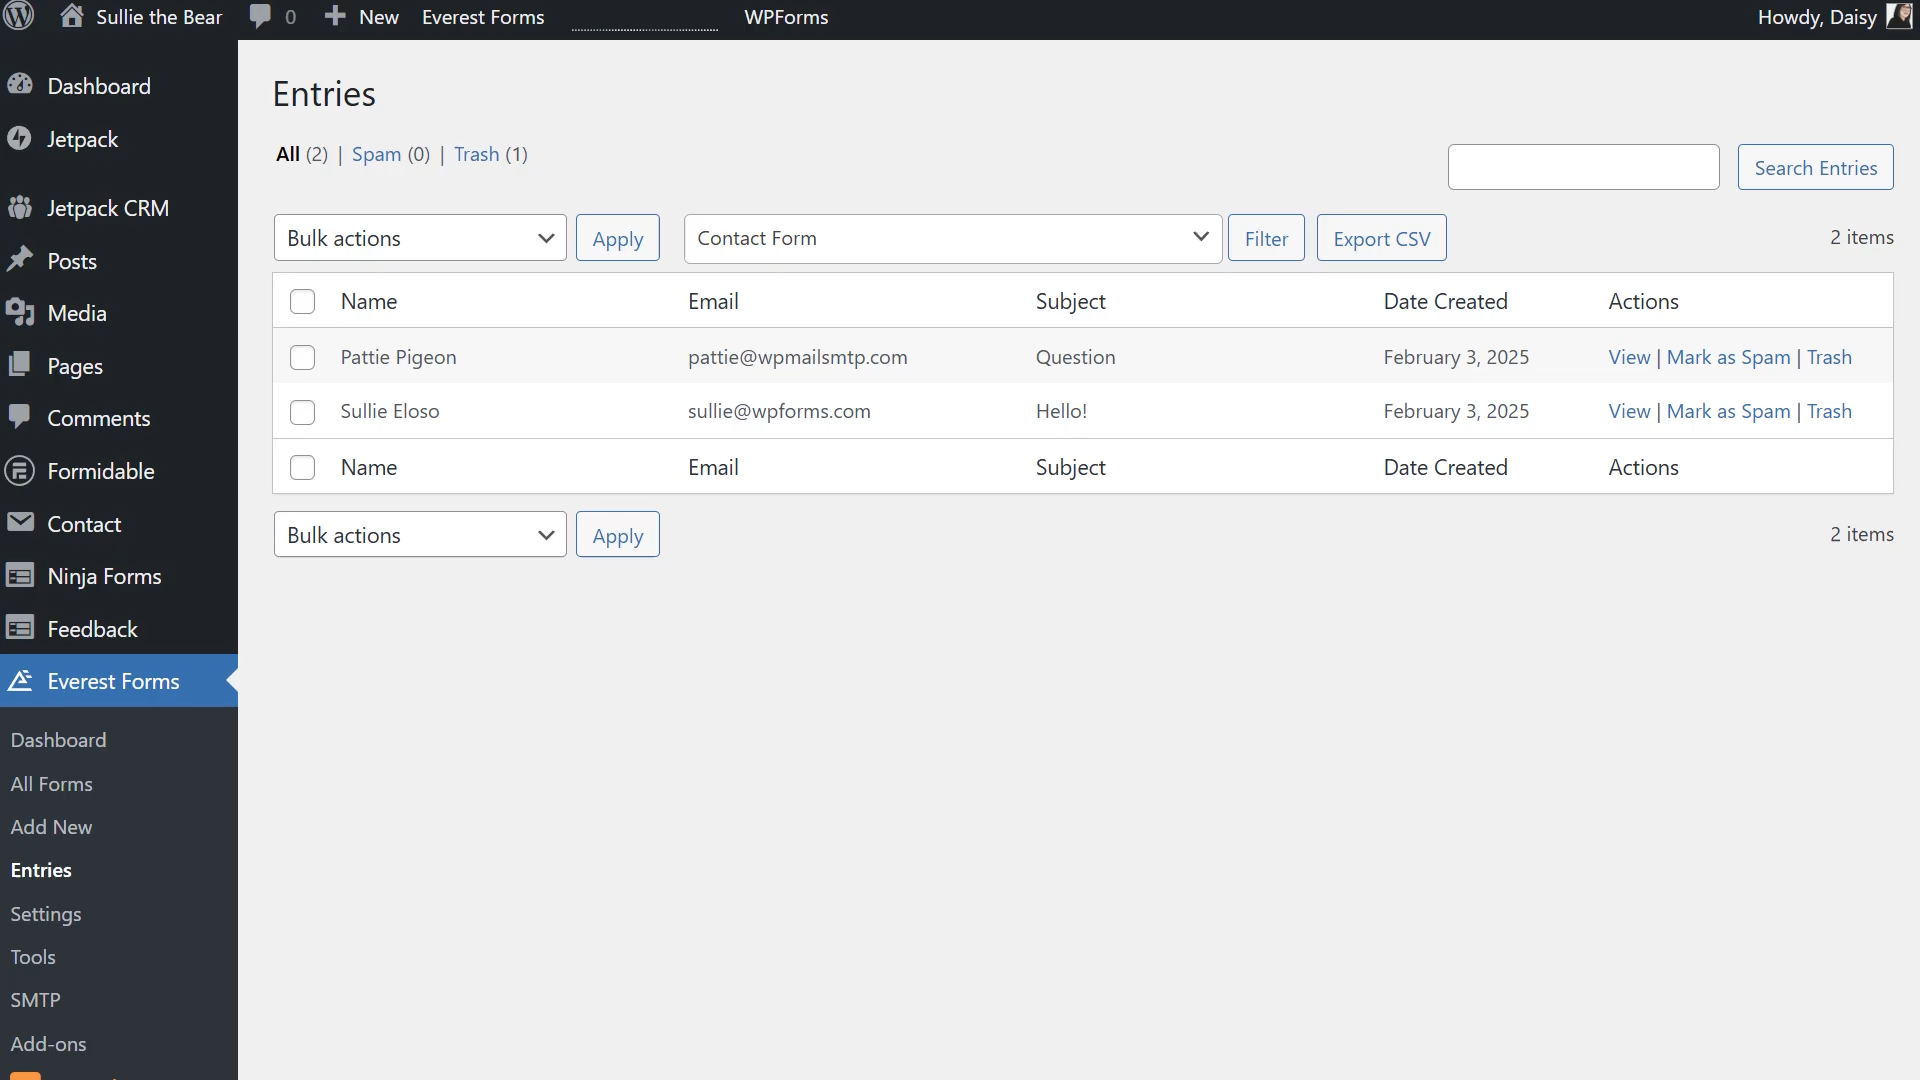 Sullie the Bear 0 New Everest Forms WPForms Howdy, Daisy
Dashboard
Jetpack
Jetpack CRM
Posts
Media
Pages
Comments
Formidable
Contact
Ninja Forms
Feedback
Everest Forms
Dashboard
All Forms
Add New
Entries
Settings
Tools
SMTP
Add-ons
Entries
All (2) | Spam (0) | Trash (1)
Search Entries
Bulk actions Apply Contact Form Filter Export CSV 2 items
Name Email Subject Date Created Actions
Pattie Pigeon pattie@wpmailsmtp.com Question February 3, 2025 View | Mark as Spam | Trash
Sullie Eloso sullie@wpforms.com Hello! February 3, 2025 View | Mark as Spam | Trash
Name Email Subject Date Created Actions
Bulk actions Apply 2 items